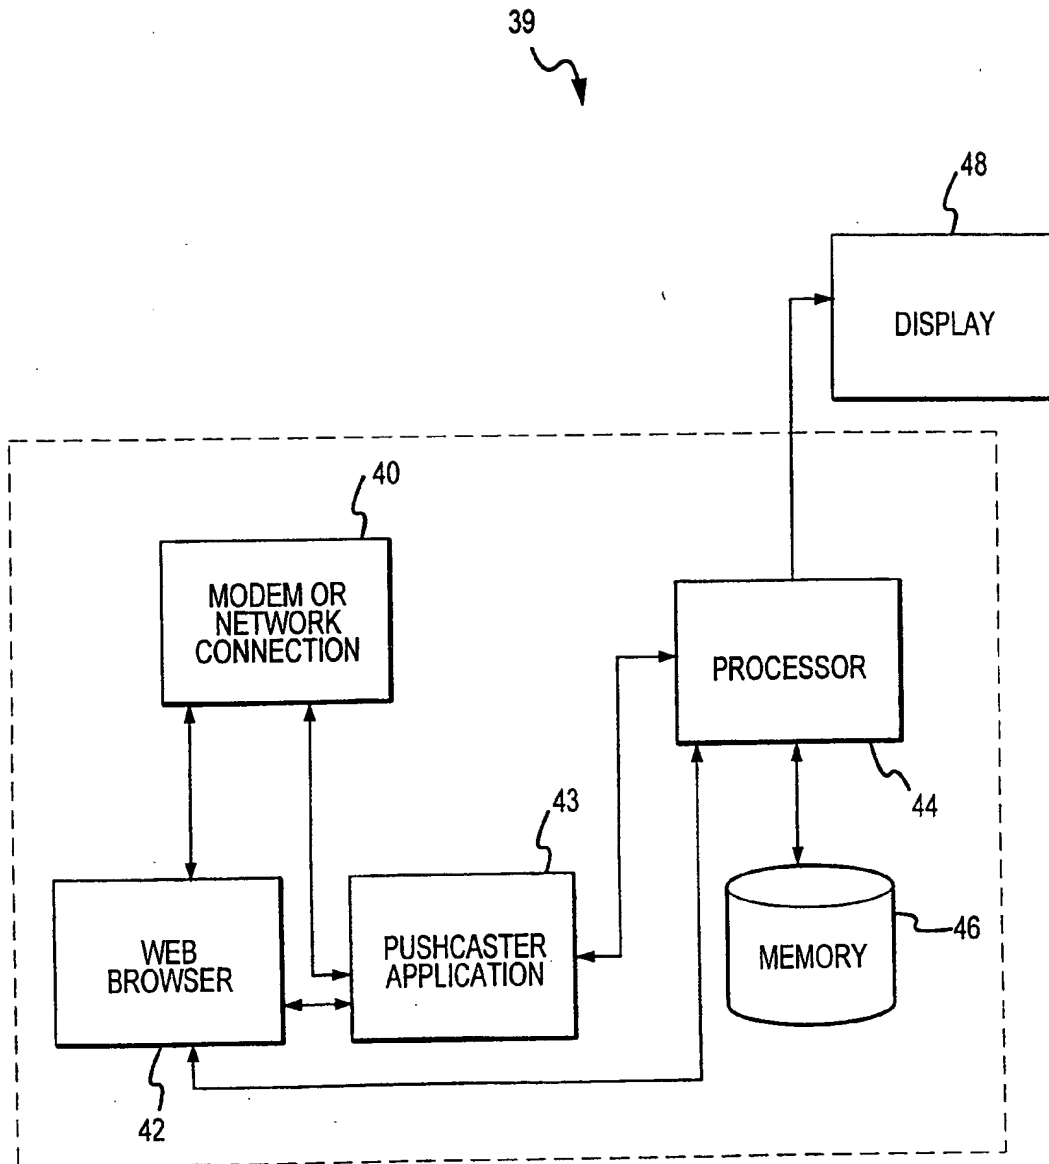 39
48
DISPLAY
40
MODEM OR
NETWORK
CONNECTION
PROCESSOR
44
43
WEB
BROWSER
PUSHCASTER
APPLICATION
MEMORY
46
42